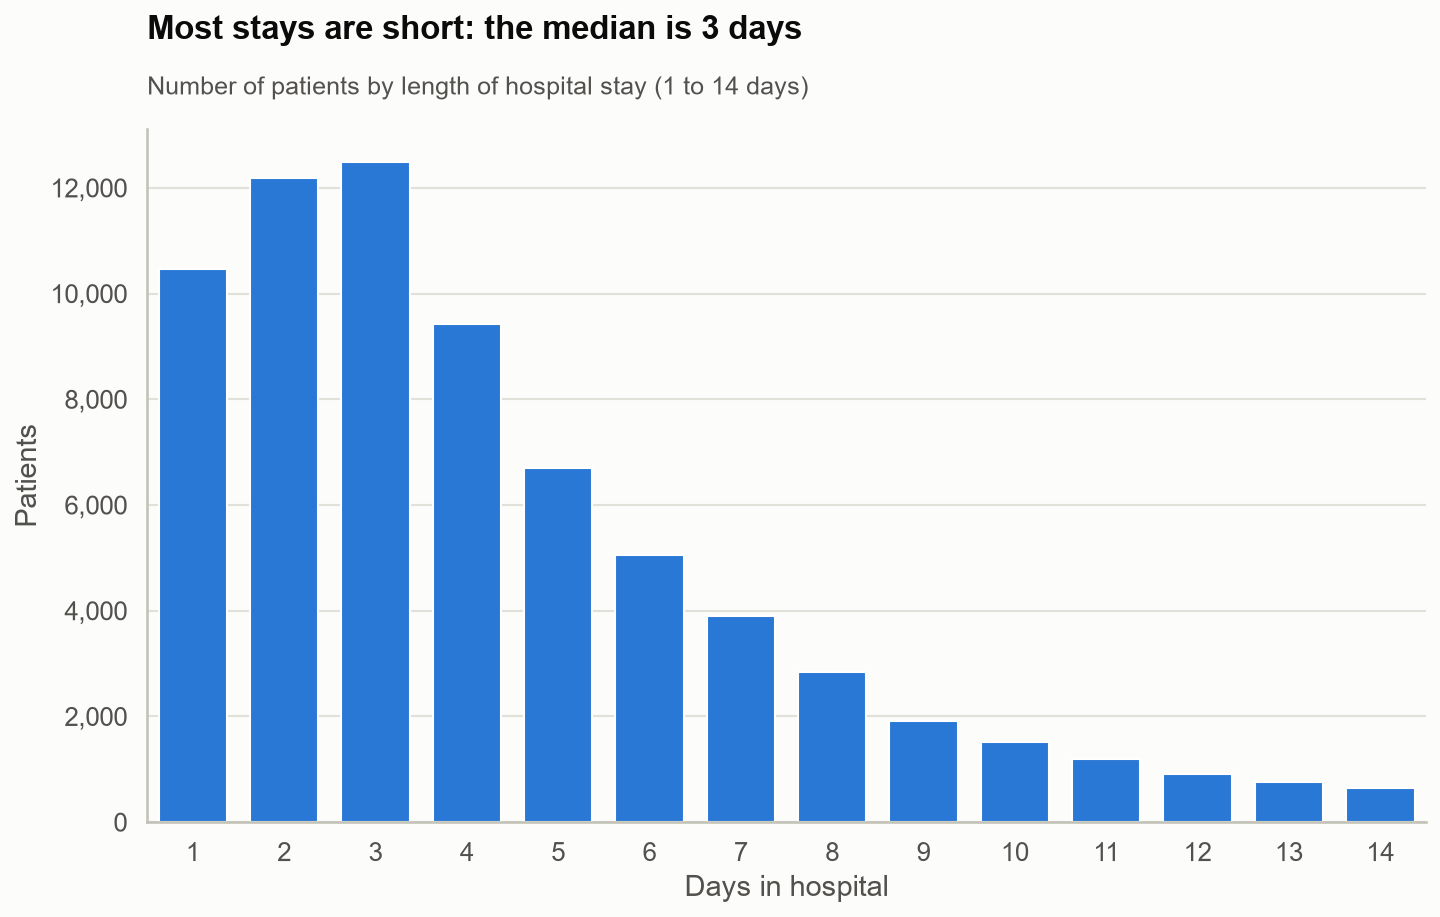 Most stays are short: the median is 3 days
Number of patients by length of hospital stay (1 to 14 days)
Patients
12,000
10,000
8,000
6,000
4,000
2,000
0
1 2 3 4 5 6 7 8 9 10 11 12 13 14
Days in hospital